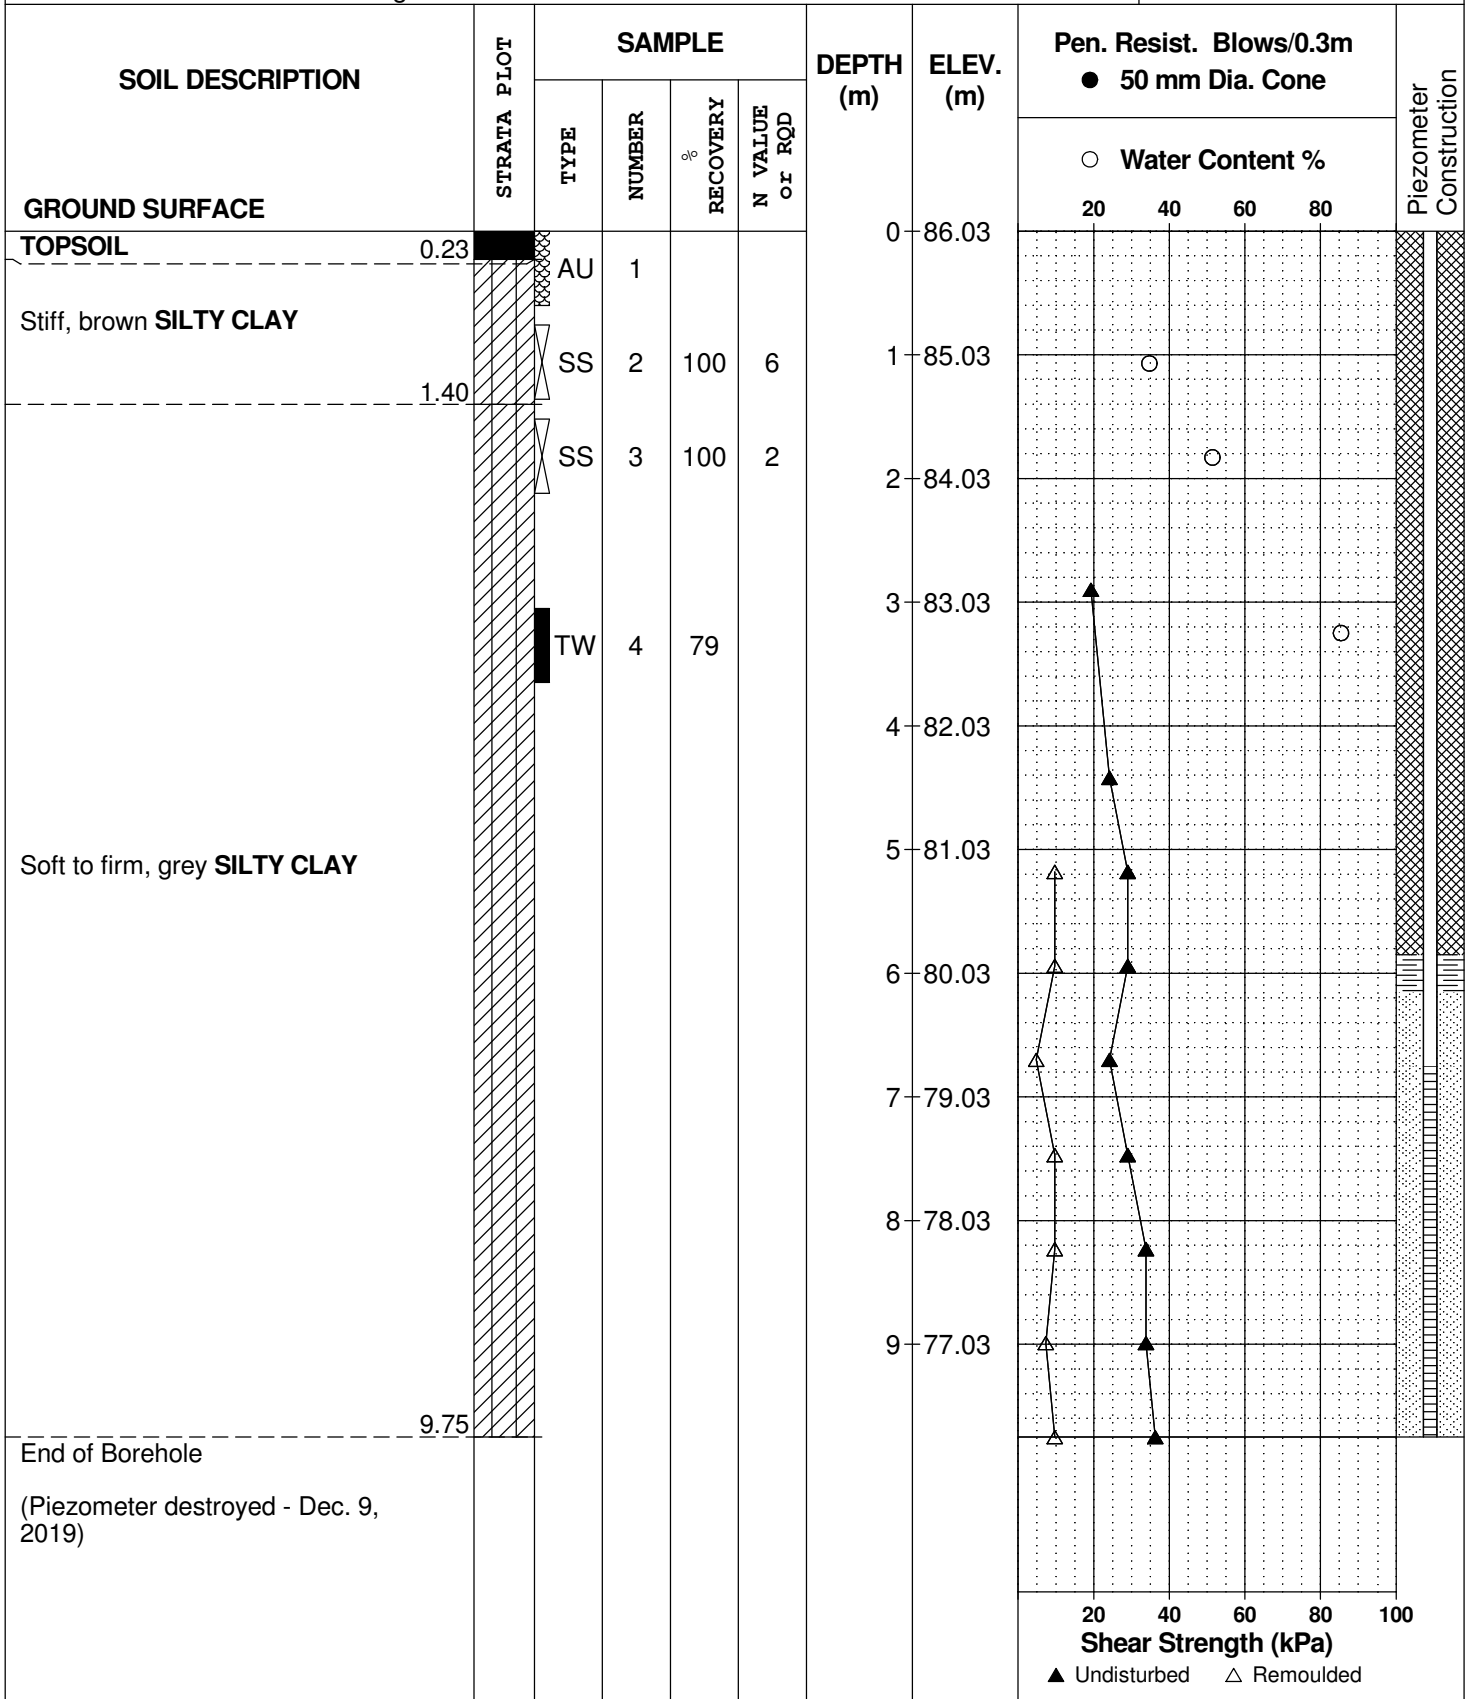 SOIL DESCRIPTION
GROUND SURFACE
STRATA PLOT
SAMPLE
TYPE
NUMBER
%
RECOVERY
N VALUE
or RQD
DEPTH
(m)
ELEV.
(m)
Pen. Resist. Blows/0.3m
● 50 mm Dia. Cone
○ Water Content %
20 40 60 80
Piezometer
Construction
0 86.03
TOPSOIL 0.23
AU 1
Stiff, brown SILTY CLAY
1 85.03
SS 2 100 6
1.40
SS 3 100 2
2 84.03
3 83.03
TW 4 79
4 82.03
5 81.03
Soft to firm, grey SILTY CLAY
6 80.03
7 79.03
8 78.03
9 77.03
9.75
End of Borehole
(Piezometer destroyed - Dec. 9,
2019)
20 40 60 80 100
Shear Strength (kPa)
▲ Undisturbed △ Remoulded